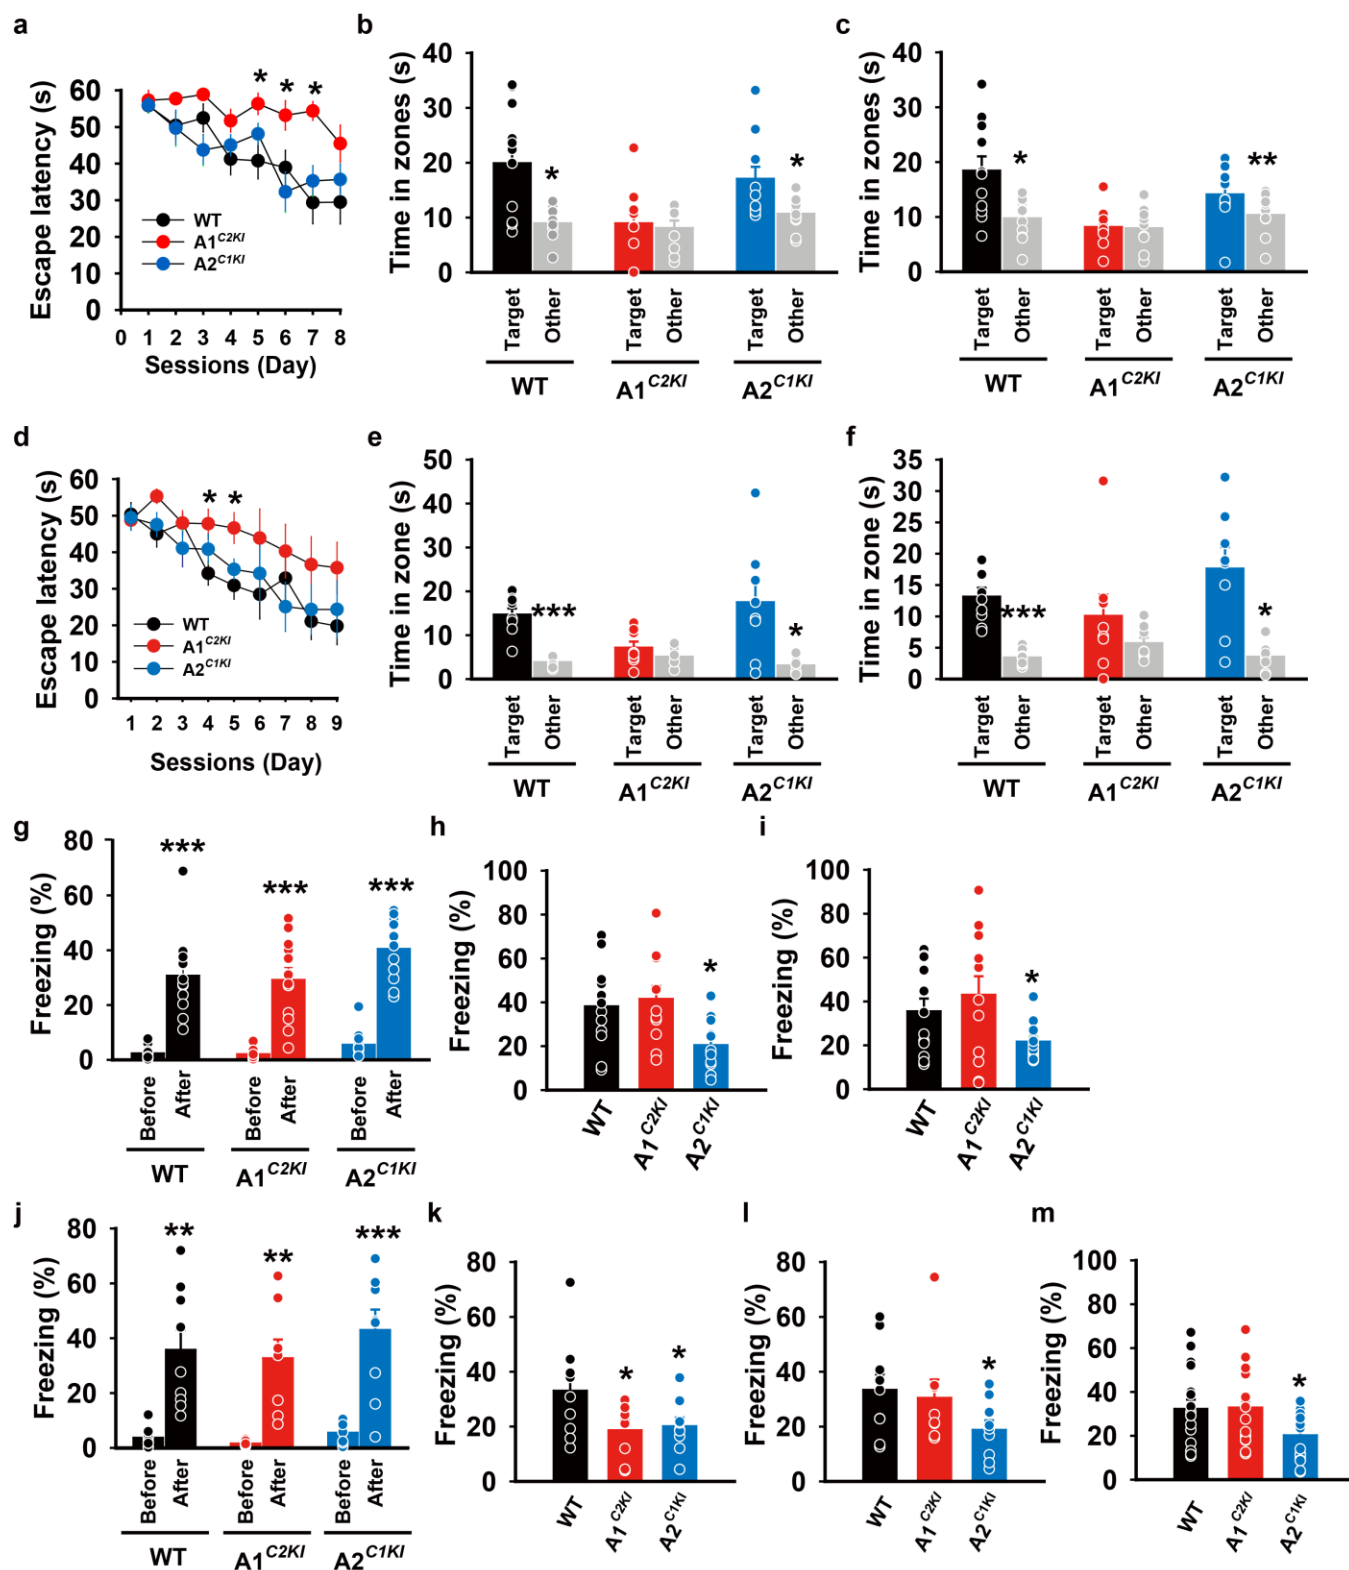 a
Escape latency (s)
60
50
40
30
20
10
0
* * *
WT
A1C2KI
A2C1KI
0 1 2 3 4 5 6 7 8
Sessions (Day)
b
Time in zones (s)
40
30
20
10
0
* *
Target Other Target Other Target Other
WT A1C2KI A2C1KI
c
Time in zones (s)
40
30
20
10
0
* **
Target Other Target Other Target Other
WT A1C2KI A2C1KI
d
Escape latency (s)
60
50
40
30
20
10
0
* *
WT
A1C2KI
A2C1KI
1 2 3 4 5 6 7 8 9
Sessions (Day)
e
Time in zone (s)
50
40
30
20
10
0
*** *
Target Other Target Other Target Other
WT A1C2KI A2C1KI
f
Time in zone (s)
35
30
25
20
15
10
5
0
*** *
Target Other Target Other Target Other
WT A1C2KI A2C1KI
g
Freezing (%)
80
60
40
20
0
*** *** ***
Before After Before After Before After
WT A1C2KI A2C1KI
h
Freezing (%)
100
80
60
40
20
0
*
WT A1C2KI A2C1KI
i
Freezing (%)
100
80
60
40
20
0
*
WT A1C2KI A2C1KI
j
Freezing (%)
80
60
40
20
0
** ** ***
Before After Before After Before After
WT A1C2KI A2C1KI
k
Freezing (%)
80
60
40
20
0
* *
WT A1C2KI A2C1KI
l
Freezing (%)
80
60
40
20
0
*
WT A1C2KI A2C1KI
m
Freezing (%)
100
80
60
40
20
0
*
WT A1C2KI A2C1KI